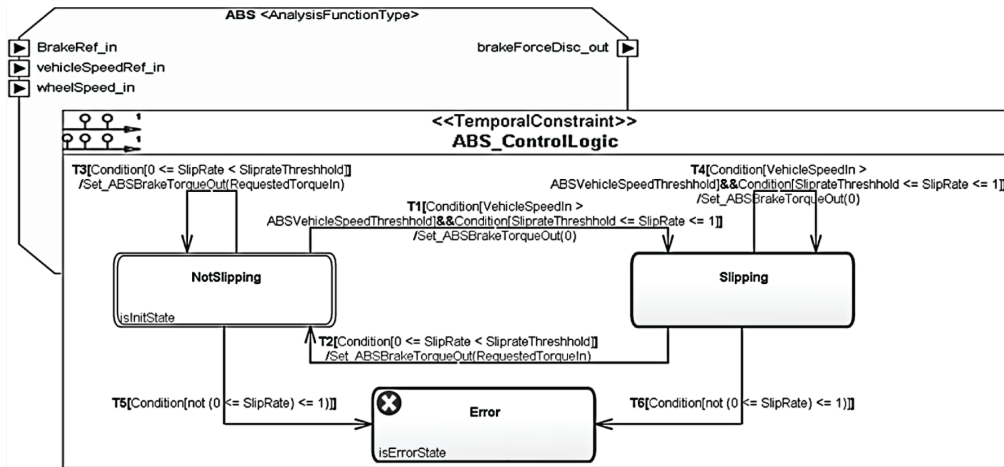 ABS <AnalysisFunctionType>
BrakeRef_in
vehicleSpeedRef_in
wheelSpeed_in
brakeForceDisc_out
1
1
<<TemporalConstraint>>
ABS_ControlLogic
T3[Condition[0 <= SlipRate < SliprateThreshhold]]
/Set_ABSBrakeTorqueOut(RequestedTorqueIn)
T1[Condition[VehicleSpeedIn >
ABSVehicleSpeedThreshhold]&&Condition[SliprateThreshhold <= SlipRate <= 1]]
/Set_ABSBrakeTorqueOut(0)
T4[Condition[VehicleSpeedIn >
ABSVehicleSpeedThreshhold]&&Condition[SliprateThreshhold <= SlipRate <= 1]]
/Set_ABSBrakeTorqueOut(0)
NotSlipping
isInitState
Slipping
T2[Condition[0 <= SlipRate < SliprateThreshhold]]
/Set_ABSBrakeTorqueOut(RequestedTorqueIn)
T5[Condition[not (0 <= SlipRate) <= 1)]]
T6[Condition[not (0 <= SlipRate) <= 1)]]
Error
isErrorState